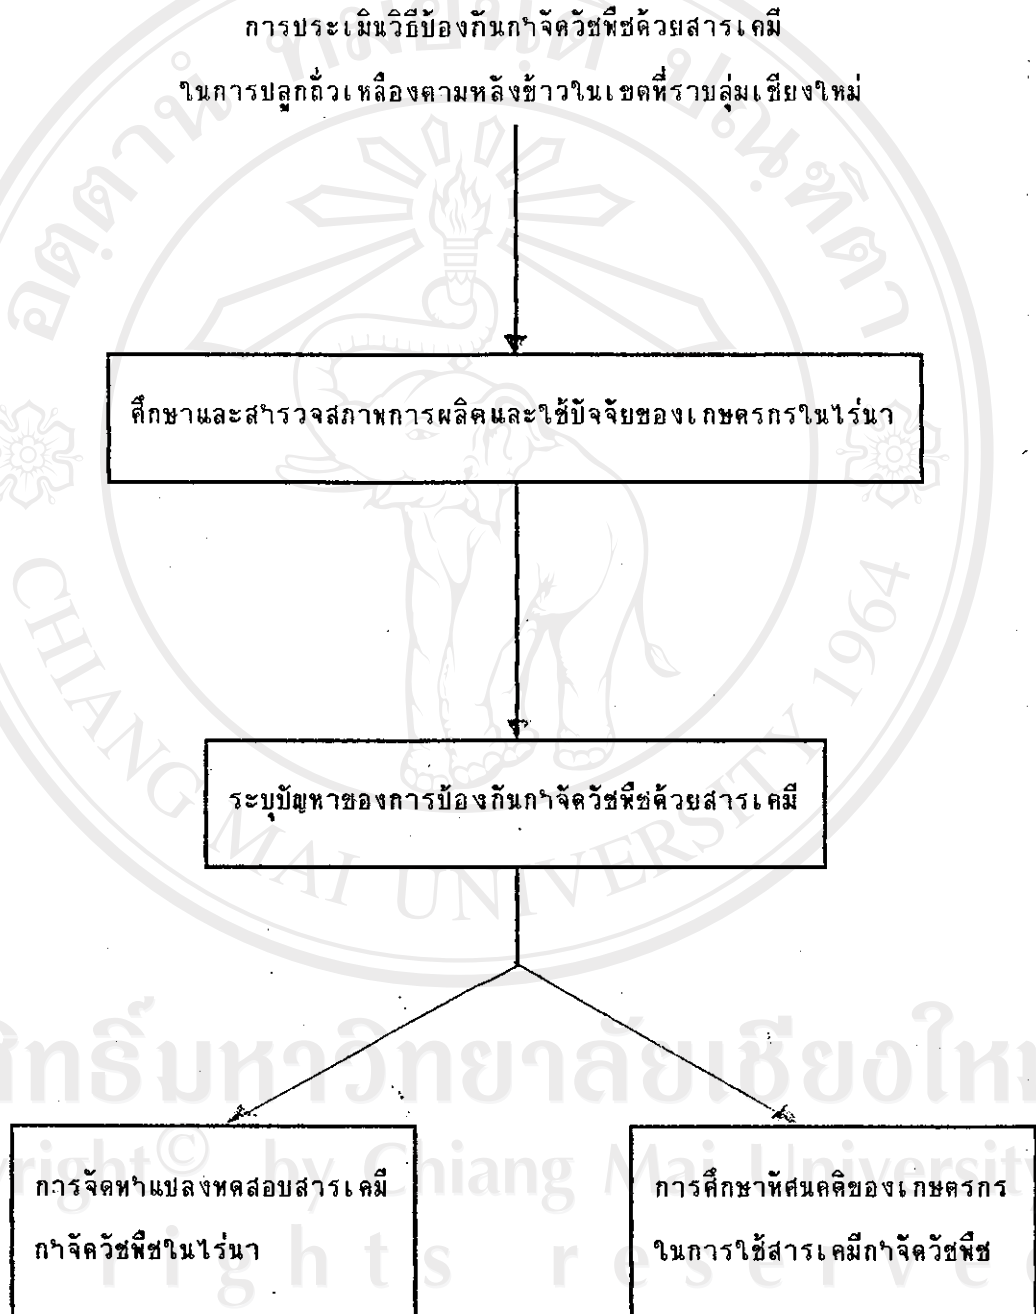 การประเมินวิธีป้องกันกำจัดวัชพืชด้วยสารเคมี
ในการปลูกถั่วเหลืองตามหลังข้าวในเขตที่ราบลุ่มเชียงใหม่
ศึกษาและสำรวจสภาพการผลิตและใช้ปัจจัยของเกษตรกรในไร่นา
ระบุปัญหาของการป้องกันกำจัดวัชพืชด้วยสารเคมี
การจัดทำแปลงทดสอบสารเคมี
กำจัดวัชพืชในไร่นา
การศึกษาทัศนคติของเกษตรกร
ในการใช้สารเคมีกำจัดวัชพืช
CHIANG MAI UNIVERSITY 1964
by Chiang Mai University
rights reserved